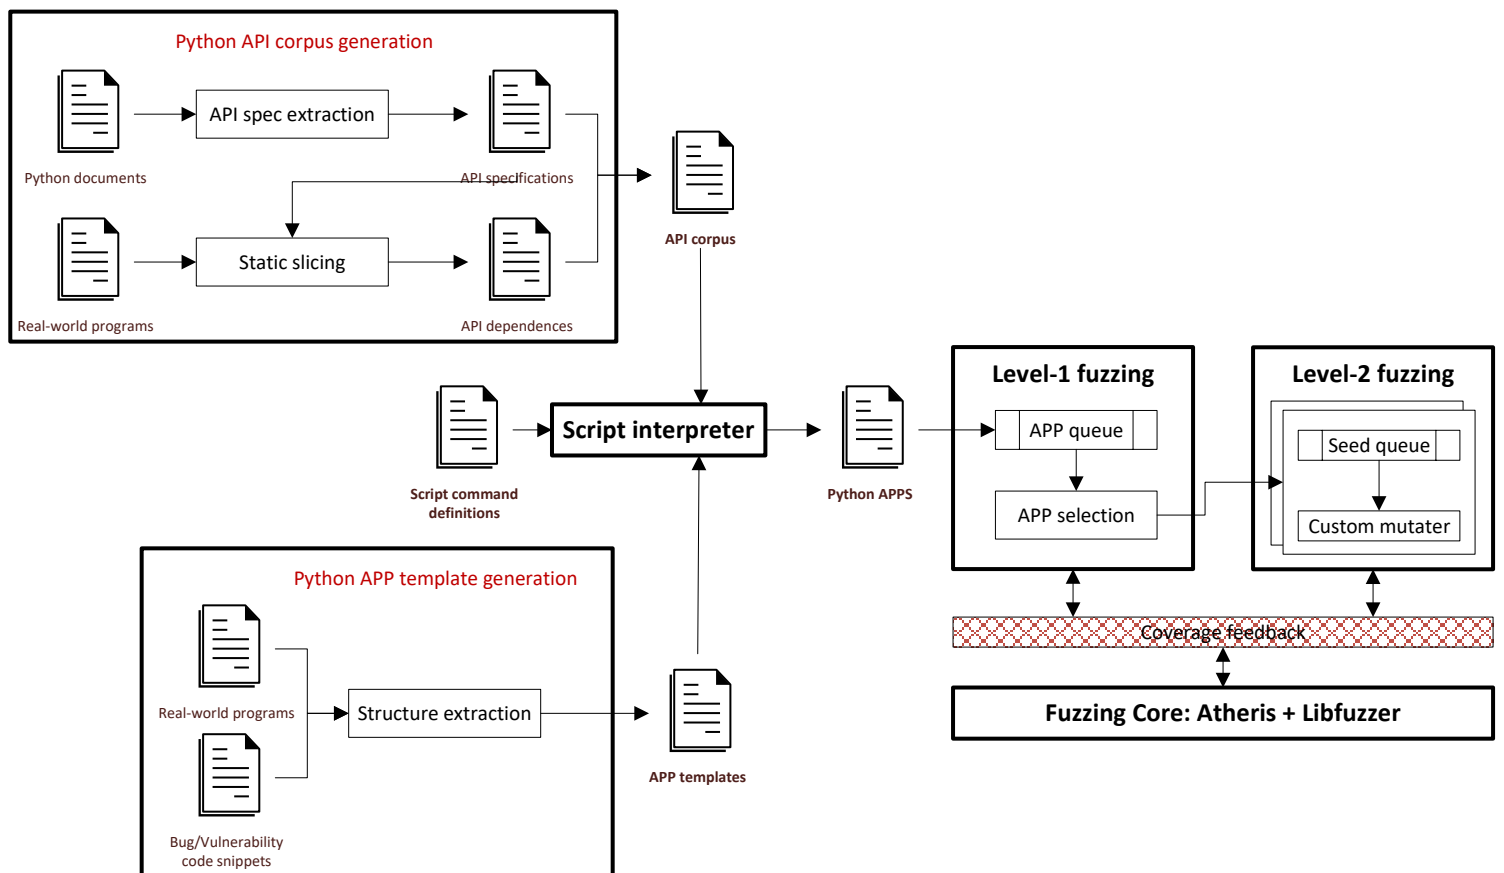 Python API corpus generation
API spec extraction
Python documents
API specifications
Static slicing
Real-world programs
API dependences
API corpus
Script command
definitions
Script interpreter
Python APPS
Level-1 fuzzing
APP queue
APP selection
Level-2 fuzzing
Seed queue
Custom mutater
Coverage feedback
Fuzzing Core: Atheris + Libfuzzer
Python APP template generation
Real-world programs
Structure extraction
Bug/Vulnerability
code snippets
APP templates